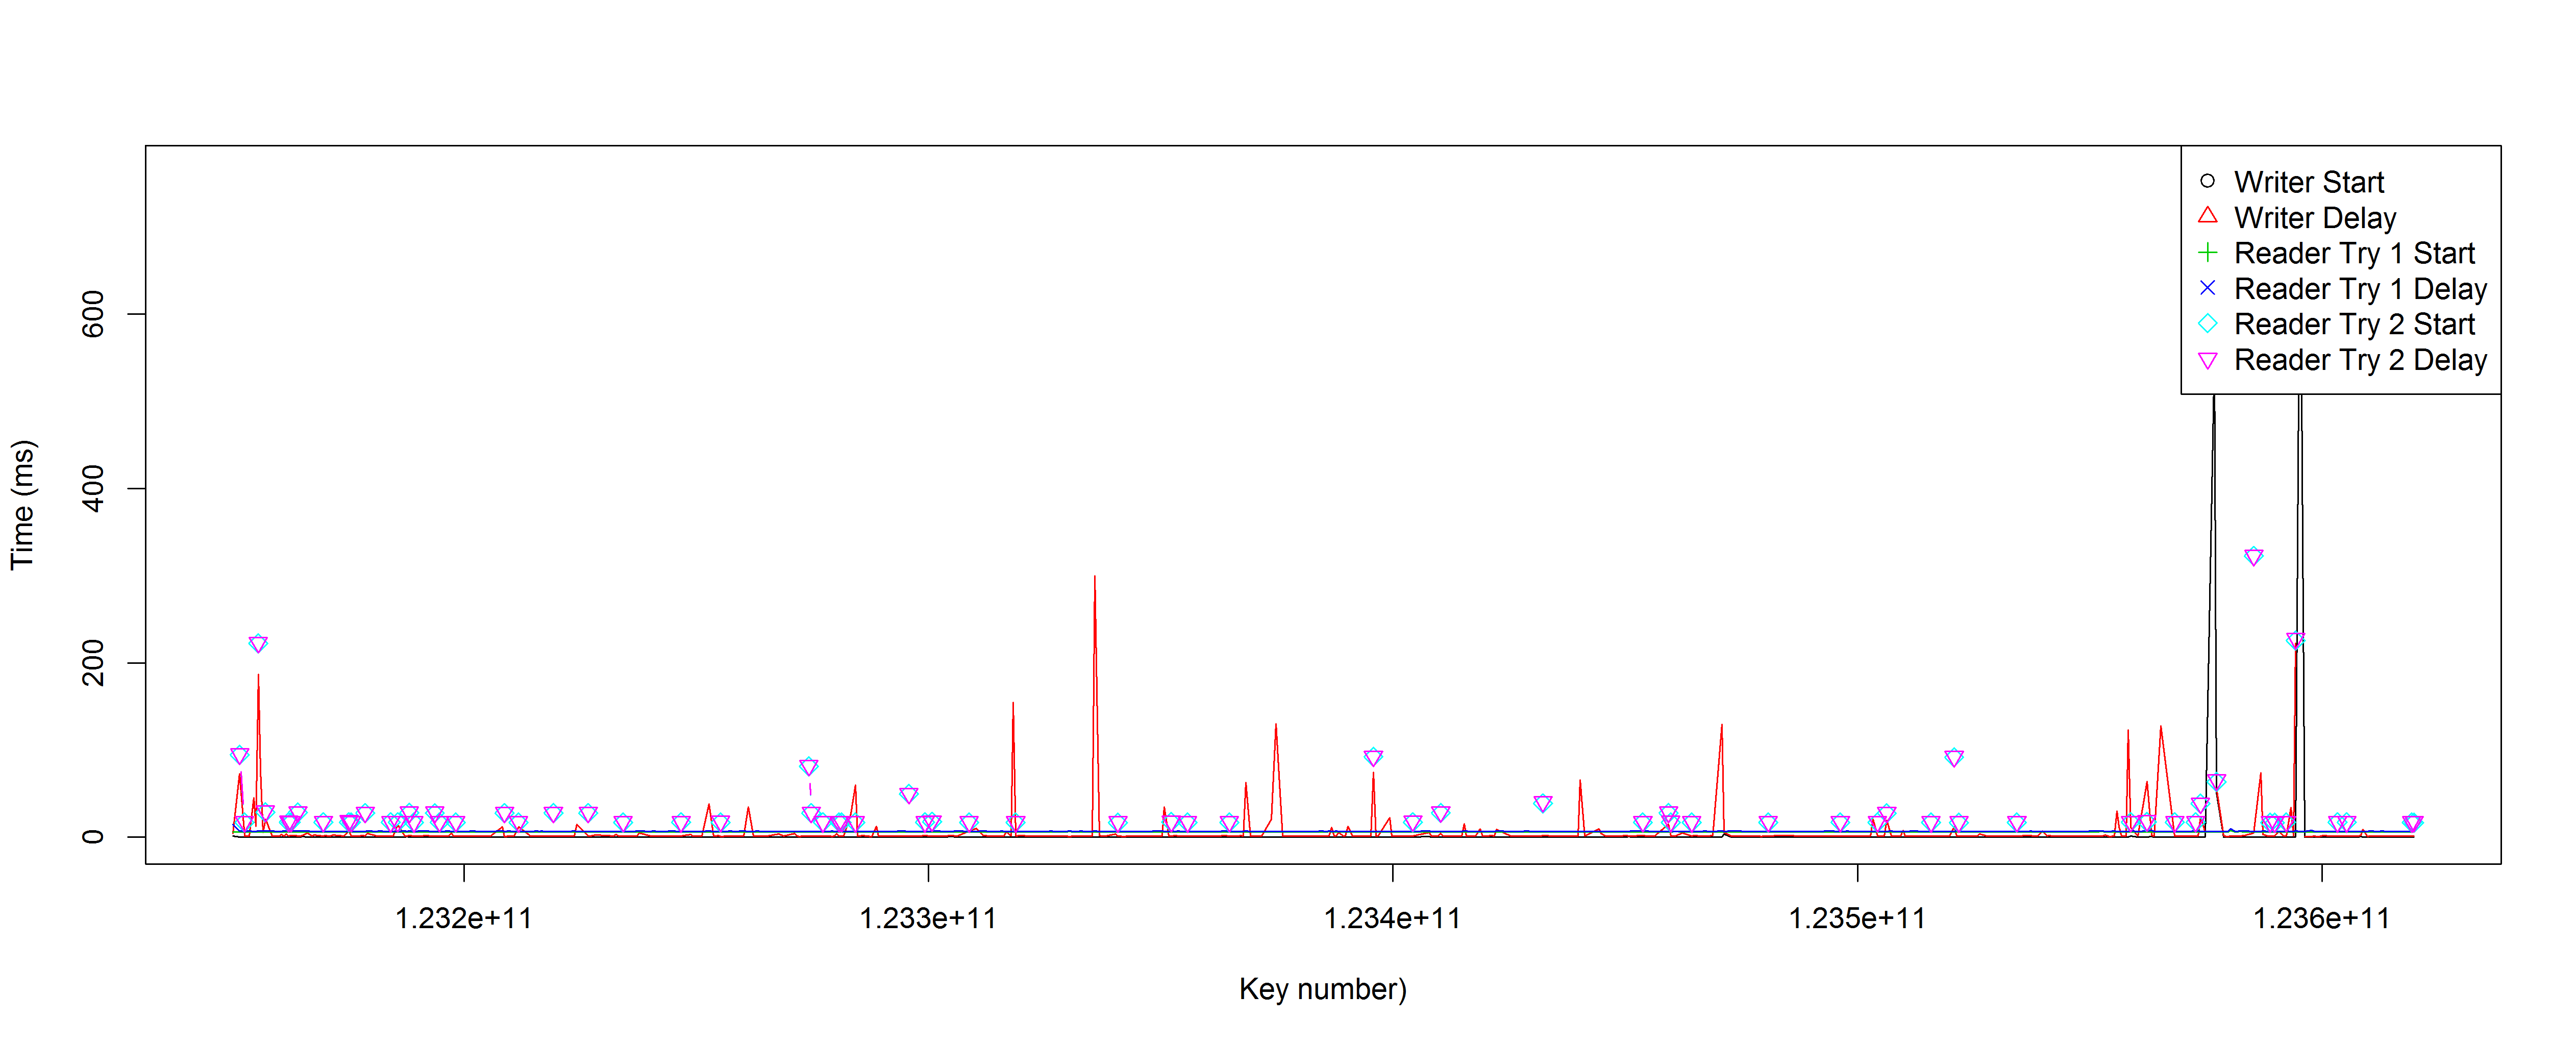 Writer Start
Writer Delay
Reader Try 1 Start
Reader Try 1 Delay
Reader Try 2 Start
Reader Try 2 Delay
Time (ms)
600
400
200
0
1.232e+11 1.233e+11 1.234e+11 1.235e+11 1.236e+11
Key number)